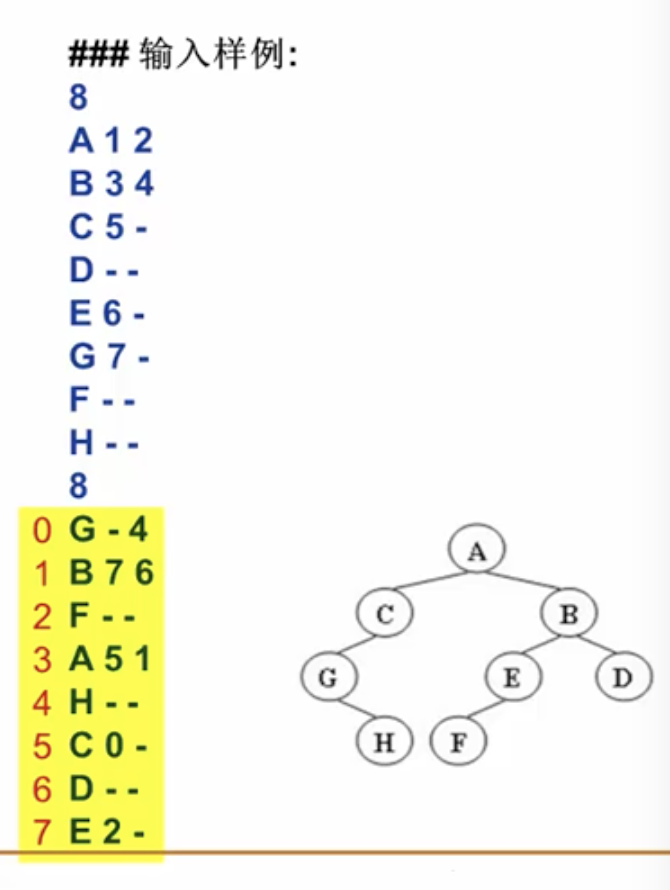 ### 输入样例:
8
A 1 2
B 3 4
C 5 -
D - -
E 6 -
G 7 -
F - -
H - -
8
0 G - 4
1 B 7 6
2 F - -
3 A 5 1
4 H - -
5 C 0 -
6 D - -
7 E 2 -
A
C B
G E D
H F